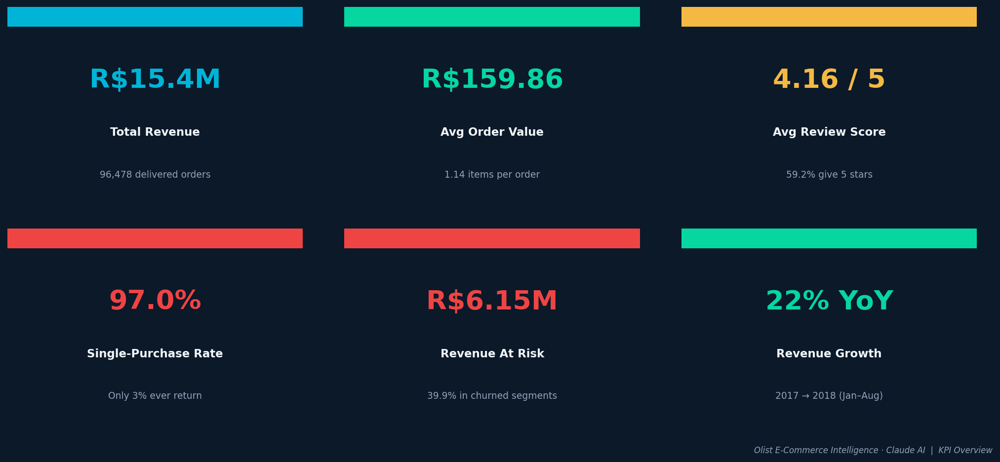 R$15.4M
Total Revenue
96,478 delivered orders
R$159.86
Avg Order Value
1.14 items per order
4.16 / 5
Avg Review Score
59.2% give 5 stars
97.0%
Single-Purchase Rate
Only 3% ever return
R$6.15M
Revenue At Risk
39.9% in churned segments
22% YoY
Revenue Growth
2017 → 2018 (Jan–Aug)
Olist E-Commerce Intelligence · Claude AI | KPI Overview